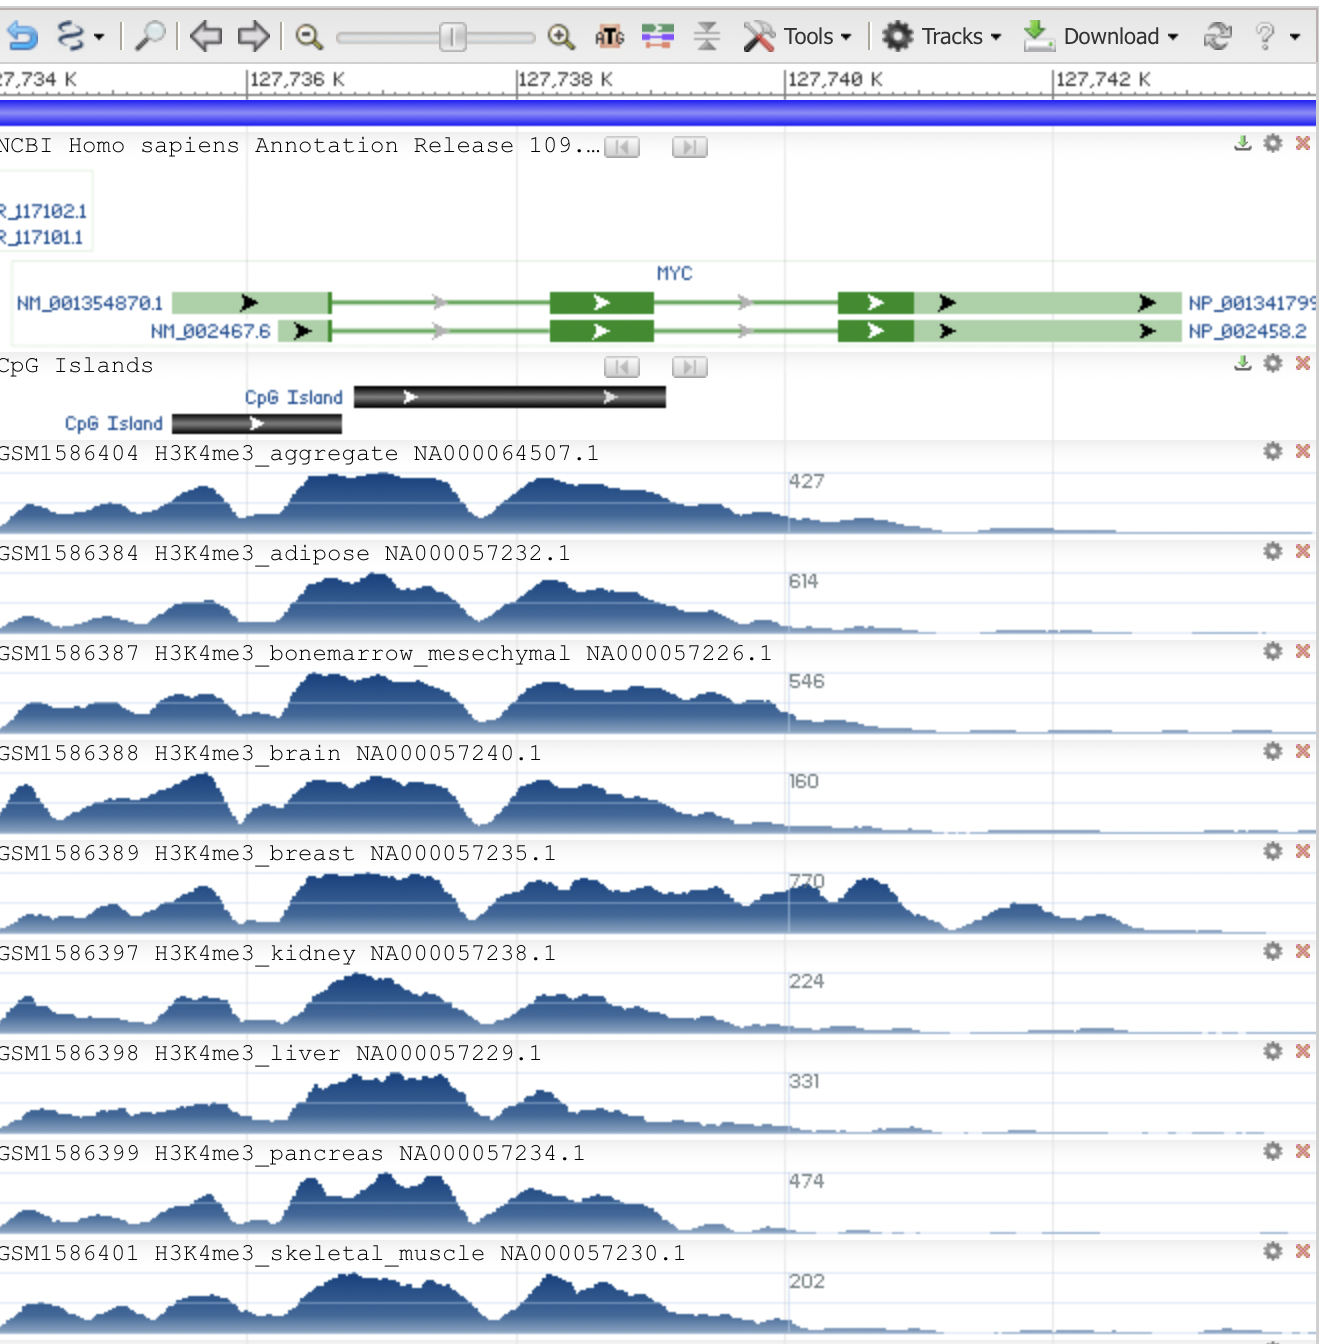 ATG Tools Tracks Download ?
27,734 K 127,736 K 127,738 K 127,740 K 127,742 K
NCBI Homo sapiens Annotation Release 109....
R_117102.1
R_117101.1
MYC
NM_001354870.1 NP_001341799
NM_002467.6 NP_002458.2
CpG Islands
CpG Island
CpG Island
GSM1586404 H3K4me3_aggregate NA000064507.1
427
GSM1586384 H3K4me3_adipose NA000057232.1
614
GSM1586387 H3K4me3_bonemarrow_mesechymal NA000057226.1
546
GSM1586388 H3K4me3_brain NA000057240.1
160
GSM1586389 H3K4me3_breast NA000057235.1
770
GSM1586397 H3K4me3_kidney NA000057238.1
224
GSM1586398 H3K4me3_liver NA000057229.1
331
GSM1586399 H3K4me3_pancreas NA000057234.1
474
GSM1586401 H3K4me3_skeletal_muscle NA000057230.1
202